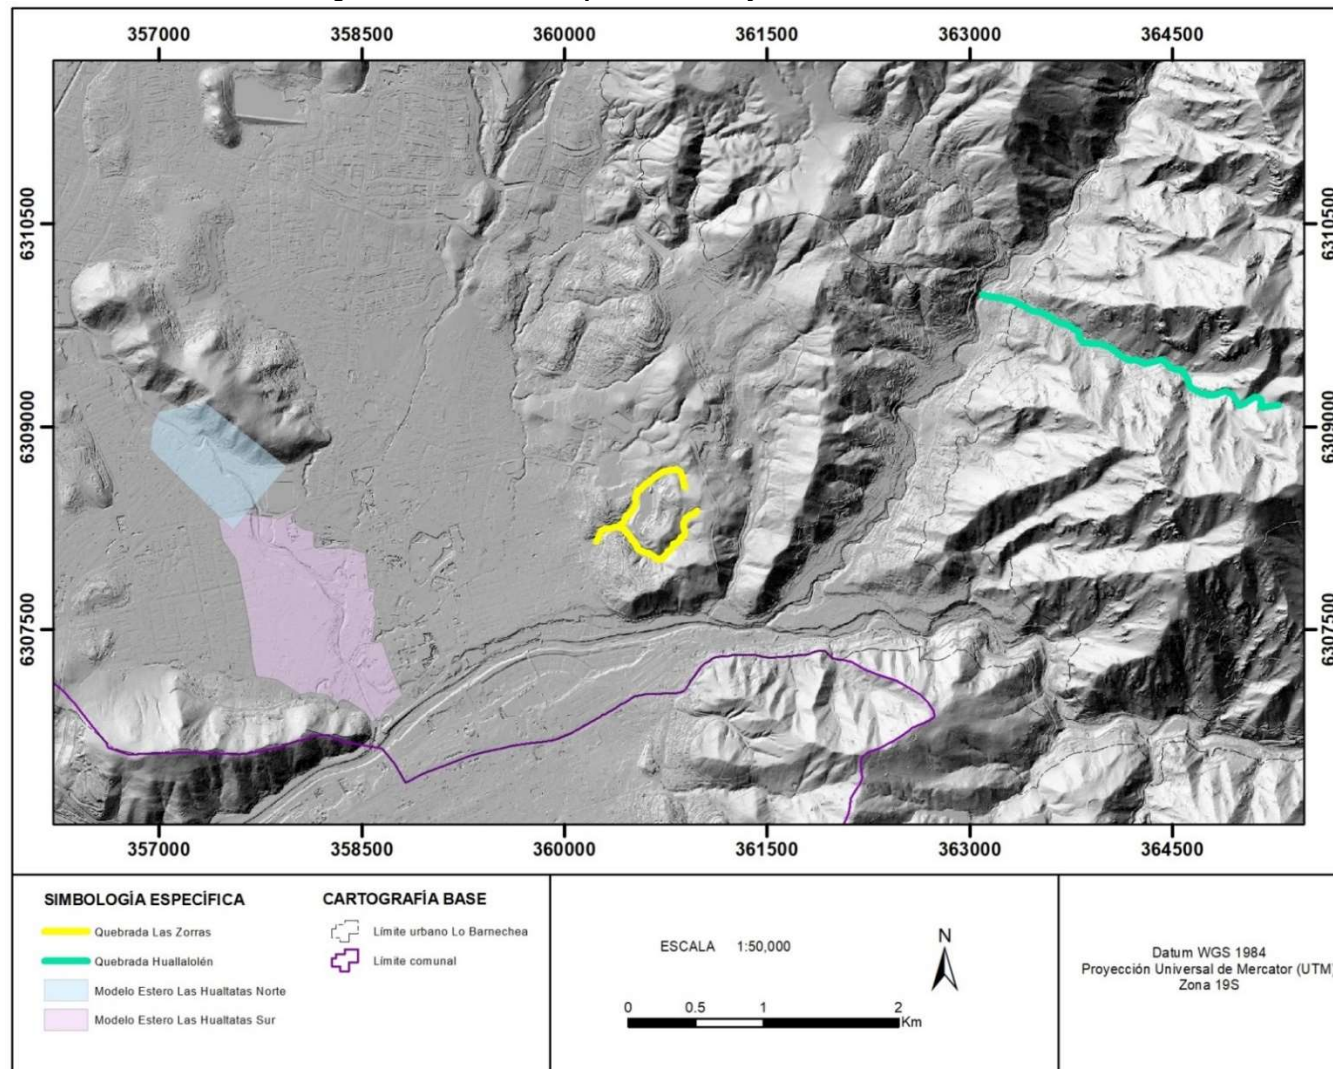 357000 358500 360000 361500 363000 364500
6310500 6310500
6309000 6309000
6307500 6307500
357000 358500 360000 361500 363000 364500
SIMBOLOGÍA ESPECÍFICA
Quebrada Las Zorras
Quebrada Huallalolén
Modelo Estero Las Hualtatas Norte
Modelo Estero Las Hualtatas Sur
CARTOGRAFÍA BASE
Límite urbano Lo Barnechea
Límite comunal
ESCALA 1:50,000
N
0 0.5 1 2
Km
Datum WGS 1984
Proyección Universal de Mercator (UTM)
Zona 19S